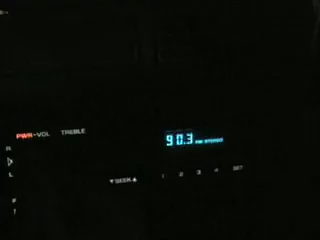 PWR-VOL TREBLE
90.3 FM STEREO
R
L
▼SEEK▲ 1 2 3 4 SET
F